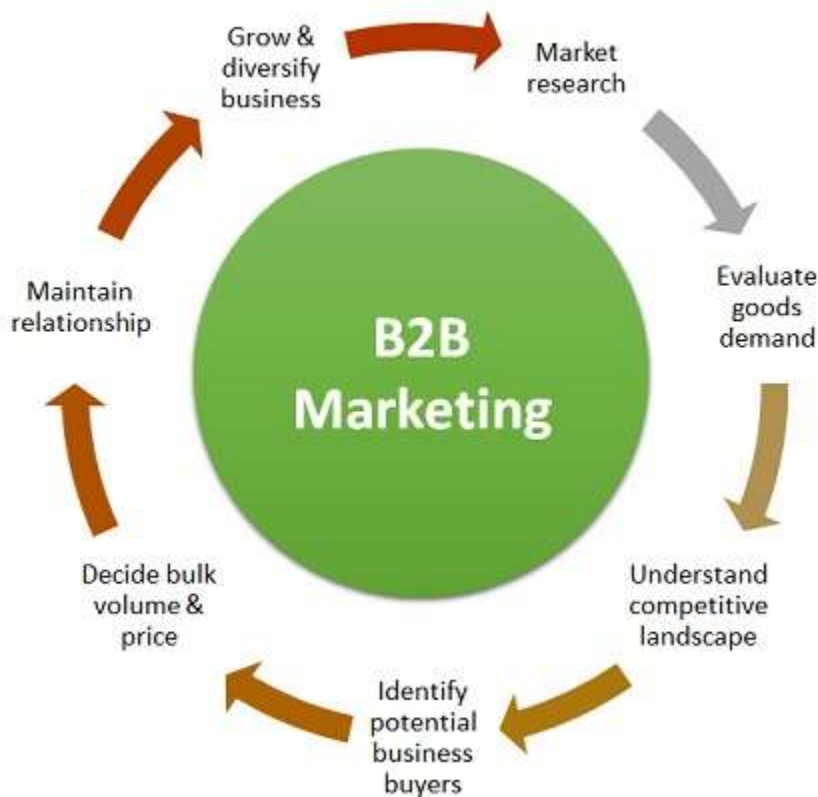 Grow &
diversify
business
Market
research
Evaluate
goods
demand
Understand
competitive
landscape
Identify
potential
business
buyers
Decide bulk
volume &
price
Maintain
relationship
B2B
Marketing